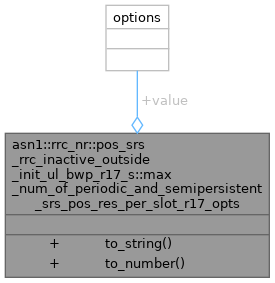 options
+value
asn1::rrc_nr::pos_srs
_rrc_inactive_outside
_init_ul_bwp_r17_s::max
_num_of_periodic_and_semipersistent
_srs_pos_res_per_slot_r17_opts
+ to_string()
+ to_number()